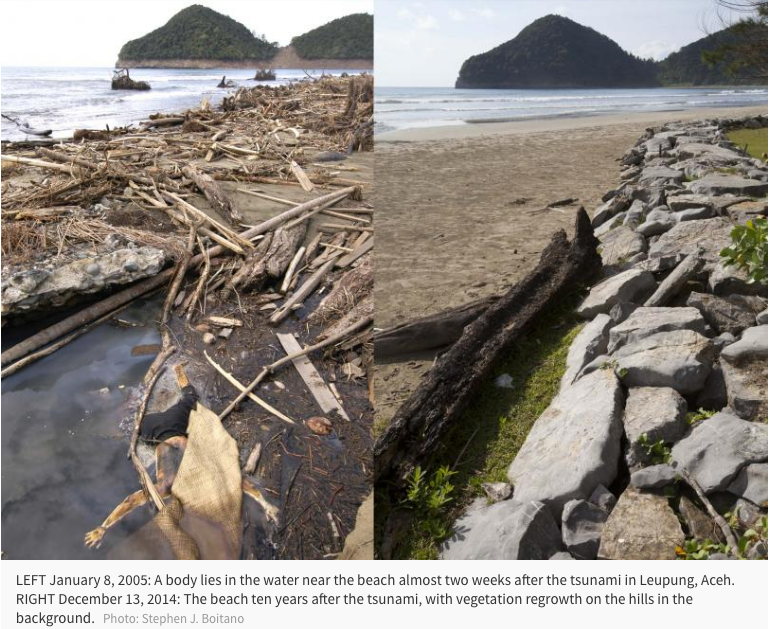 LEFT January 8, 2005: A body lies in the water near the beach almost two weeks after the tsunami in Leupung, Aceh.
RIGHT December 13, 2014: The beach ten years after the tsunami, with vegetation regrowth on the hills in the
background. Photo: Stephen J. Boitano